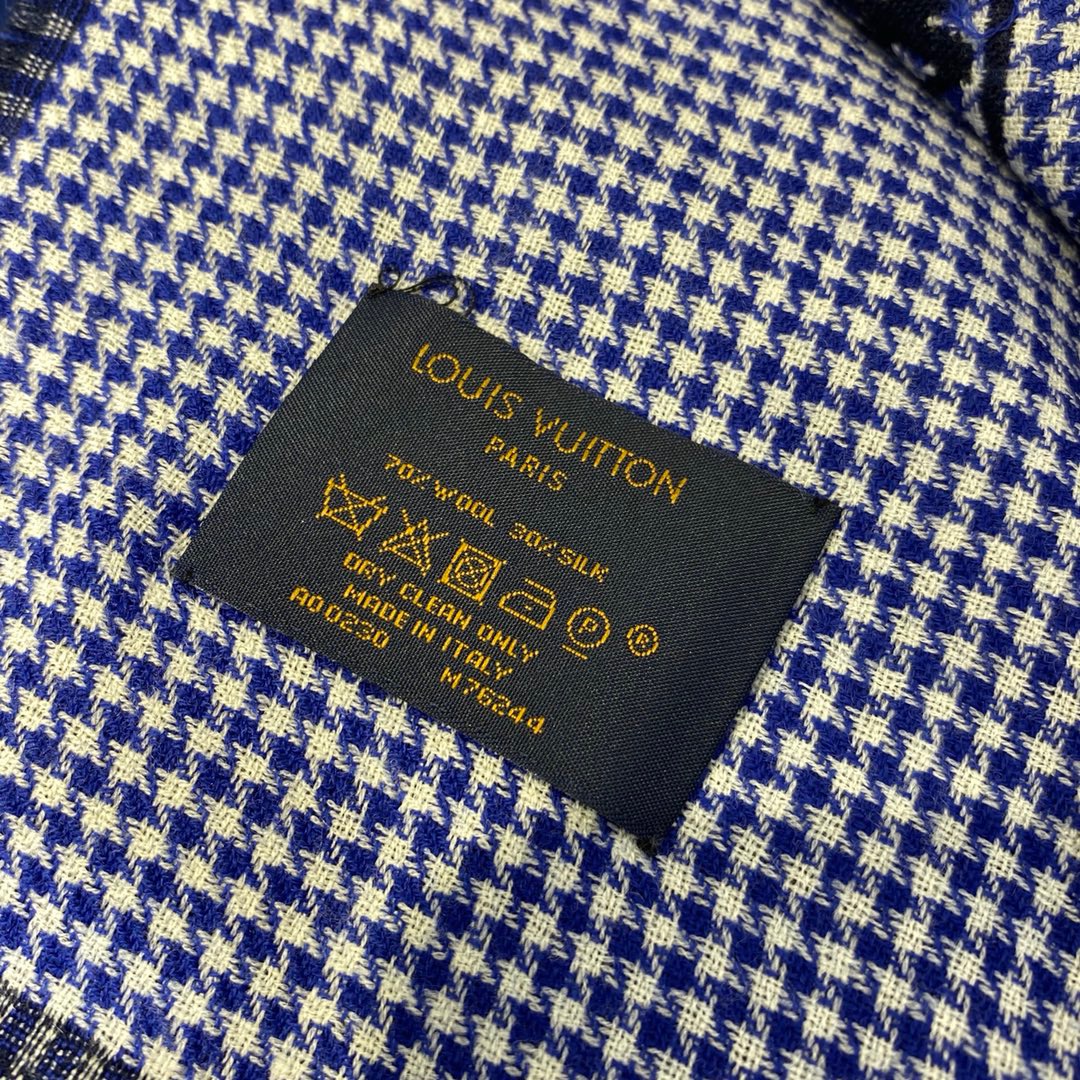 LOUIS VUITTON
PARIS
70% WOOL 30% SILK
P R
DRY CLEAN ONLY
MADE IN ITALY
AO0230 M76244